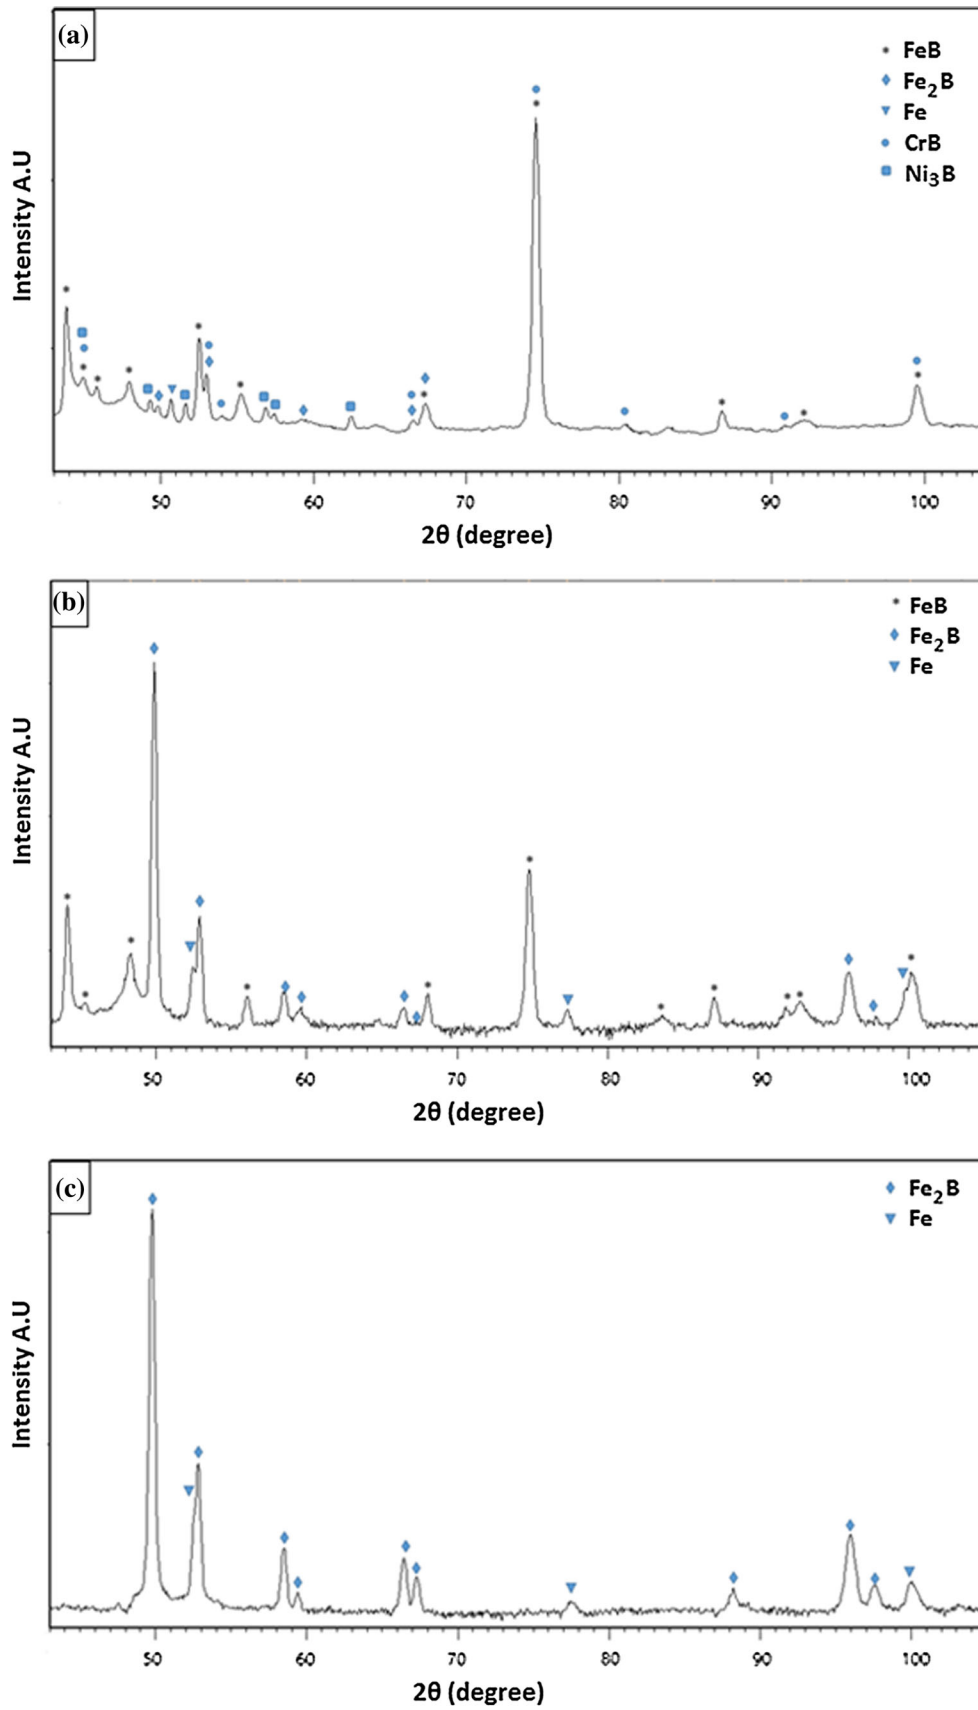 (a)
FeB
Fe2B
Fe
CrB
Ni3B
Intensity A.U
50 60 70 80 90 100
2θ (degree)
(b)
FeB
Fe2B
Fe
Intensity A.U
50 60 70 80 90 100
2θ (degree)
(c)
Fe2B
Fe
Intensity A.U
50 60 70 80 90 100
2θ (degree)